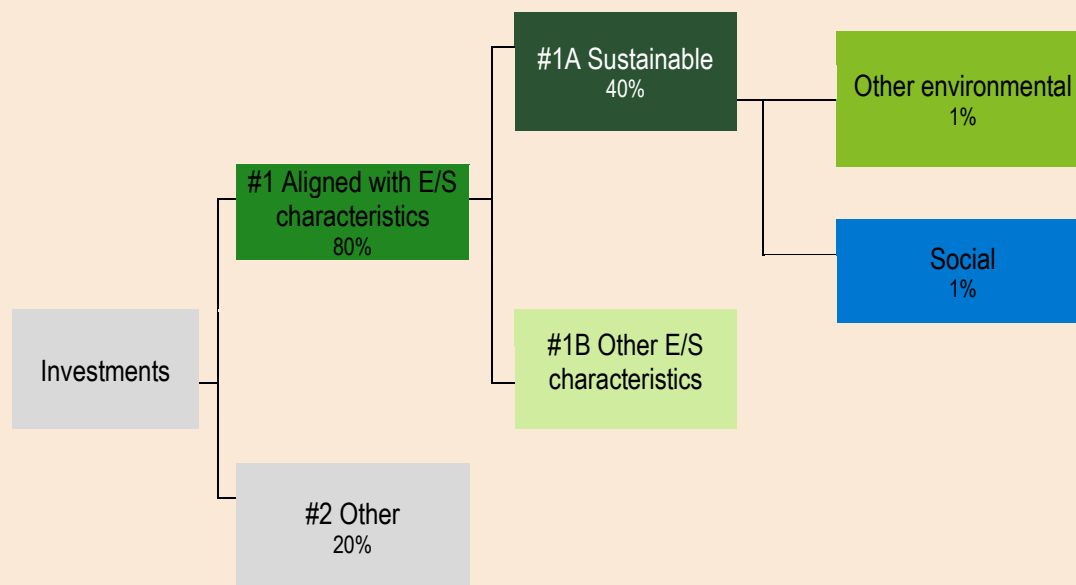 Investments
#1 Aligned with E/S
characteristics
80%
#2 Other
20%
#1A Sustainable
40%
#1B Other E/S
characteristics
Other environmental
1%
Social
1%